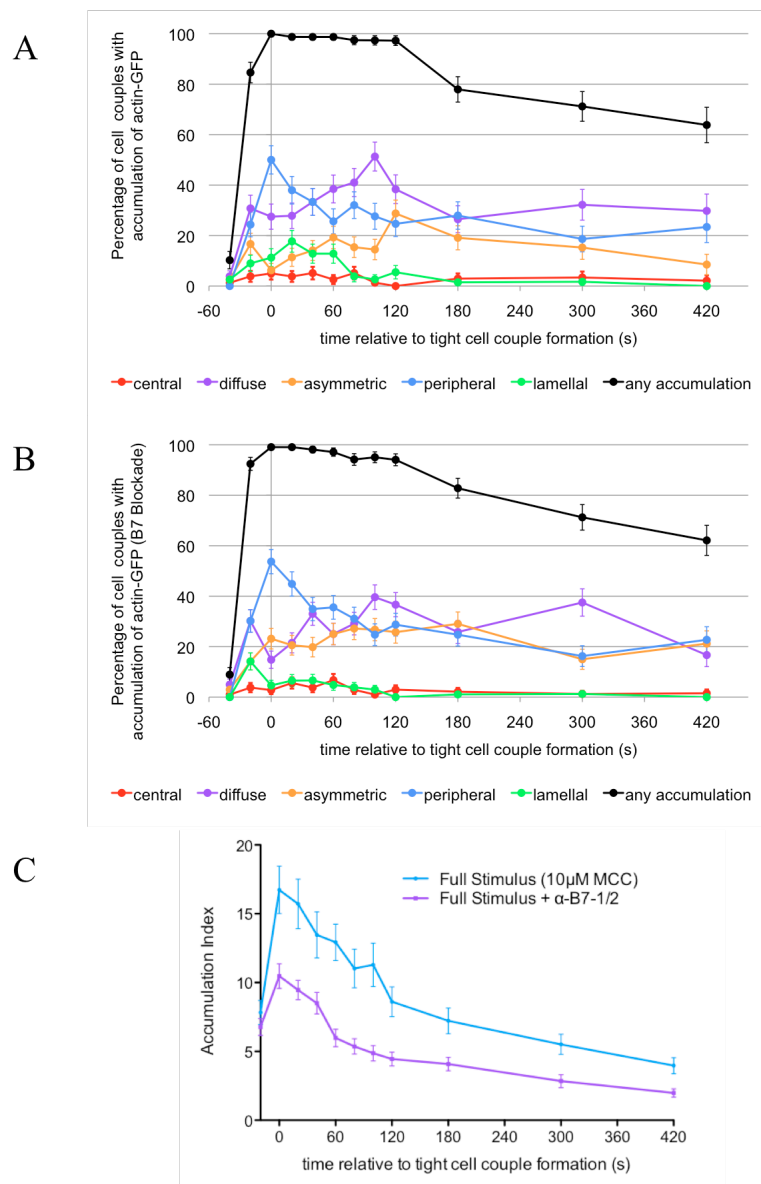 A
Percentage of cell couples with
accumulation of actin-GFP
100
80
60
40
20
0
-60 0 60 120 180 240 300 360 420
time relative to tight cell couple formation (s)
central diffuse asymmetric peripheral lamellal any accumulation
B
Percentage of cell couples with
accumulation of actin-GFP (B7 Blockade)
100
80
60
40
20
0
-60 0 60 120 180 240 300 360 420
time relative to tight cell couple formation (s)
central diffuse asymmetric peripheral lamellal any accumulation
C
Accumulation Index
20
15
10
5
0
Full Stimulus (10μM MCC)
Full Stimulus + α-B7-1/2
0 60 120 180 240 300 360 420
time relative to tight cell couple formation (s)